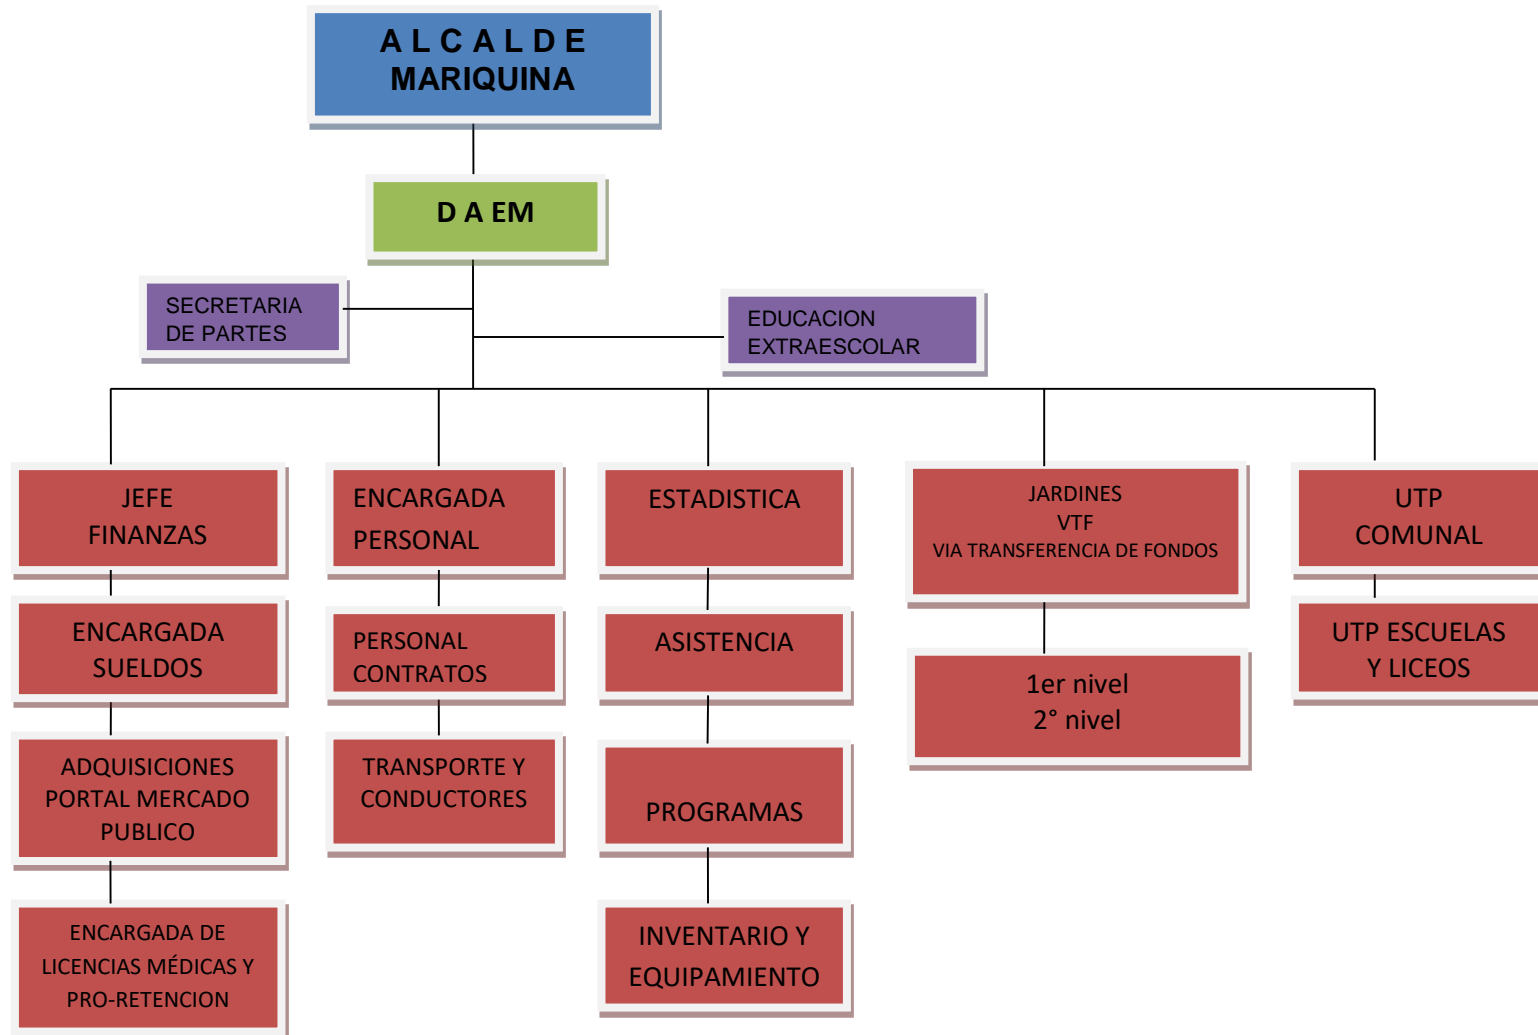 A L C A L D E
MARIQUINA
D A EM
SECRETARIA
DE PARTES
EDUCACION
EXTRAESCOLAR
JEFE
FINANZAS
ENCARGADA
SUELDOS
ADQUISICIONES
PORTAL MERCADO
PUBLICO
ENCARGADA DE
LICENCIAS MÉDICAS Y
PRO-RETENCION
ENCARGADA
PERSONAL
PERSONAL
CONTRATOS
TRANSPORTE Y
CONDUCTORES
ESTADISTICA
ASISTENCIA
PROGRAMAS
INVENTARIO Y
EQUIPAMIENTO
JARDINES
VTF
VIA TRANSFERENCIA DE FONDOS
1er nivel
2° nivel
UTP
COMUNAL
UTP ESCUELAS
Y LICEOS